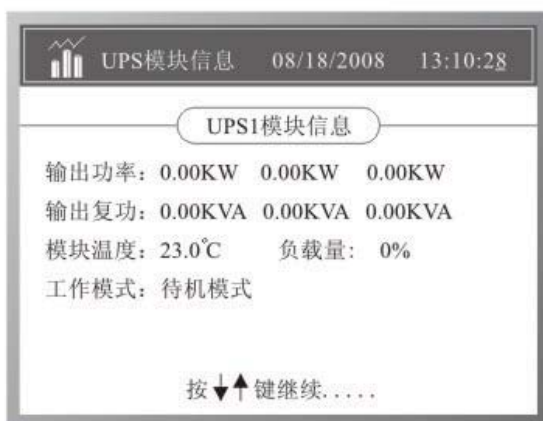 UPS模块信息 08/18/2008 13:10:28
UPS1模块信息
输出功率：0.00KW 0.00KW 0.00KW
输出复功：0.00KVA 0.00KVA 0.00KVA
模块温度：23.0℃ 负载量： 0%
工作模式：待机模式
按↓↑键继续.....